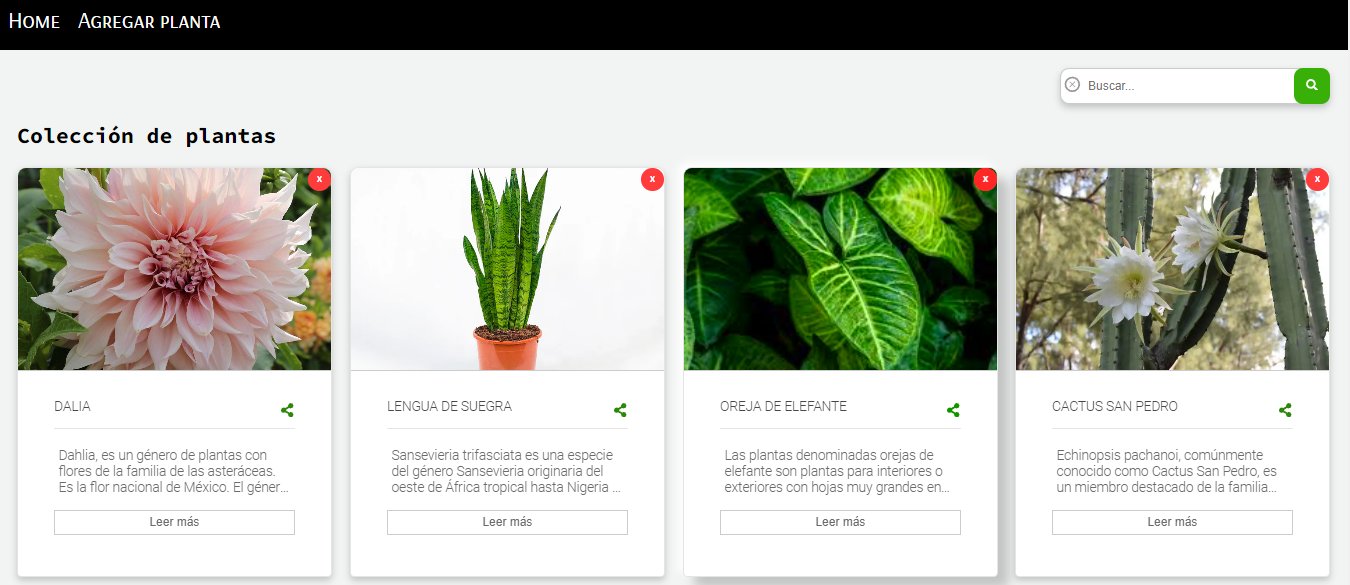 Home Agregar planta
Buscar...
Colección de plantas
x
x
x
x
DALIA
Dahlia, es un género de plantas con
flores de la familia de las asteráceas.
Es la flor nacional de México. El géner...
Leer más
LENGUA DE SUEGRA
Sansevieria trifasciata es una especie
del género Sansevieria originaria del
oeste de África tropical hasta Nigeria ...
Leer más
OREJA DE ELEFANTE
Las plantas denominadas orejas de
elefante son plantas para interiores o
exteriores con hojas muy grandes en...
Leer más
CACTUS SAN PEDRO
Echinopsis pachanoi, comúnmente
conocido como Cactus San Pedro, es
un miembro destacado de la familia...
Leer más